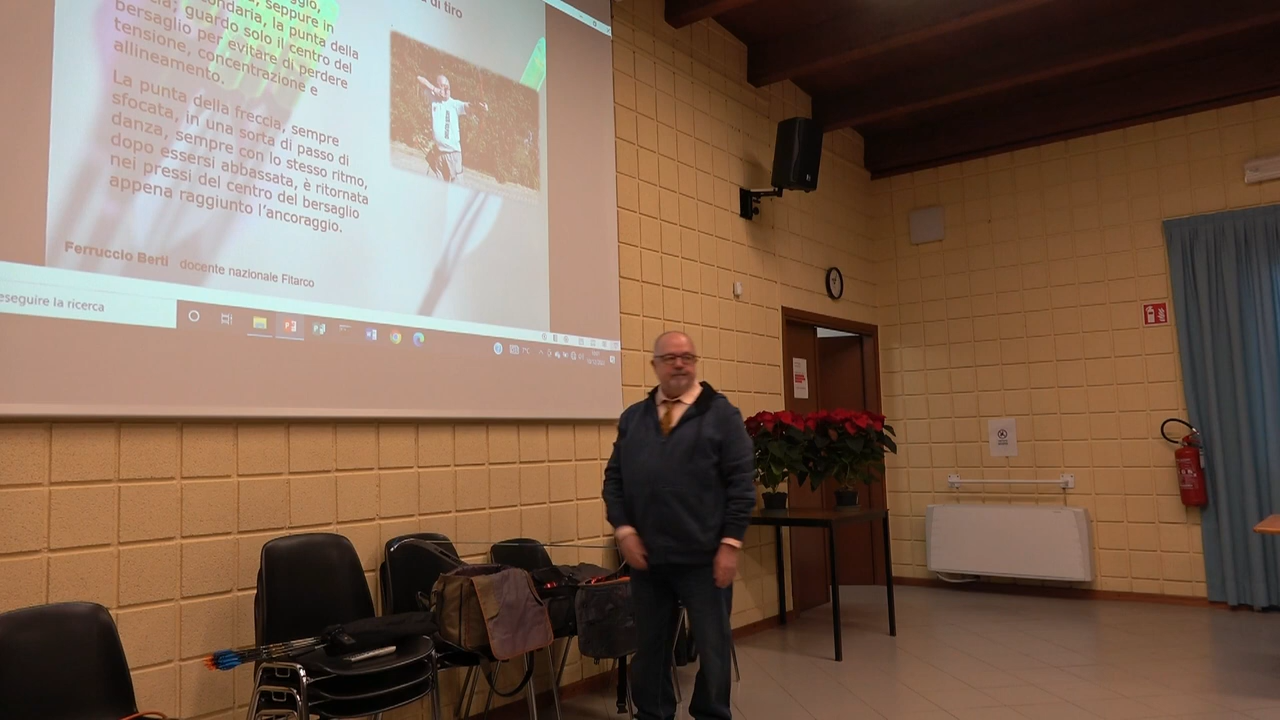 di tiro
seppure in
la punta della
guardo solo il centro del
bersaglio per evitare di perdere
tensione, concentrazione e
allineamento.
La punta della freccia, sempre
sfocata, in una sorta di passo di
danza, sempre con lo stesso ritmo,
dopo essersi abbassata, è ritornata
nei pressi del centro del bersaglio
appena raggiunto l'ancoraggio.
Ferruccio Berti docente nazionale Fitarco
eseguire la ricerca